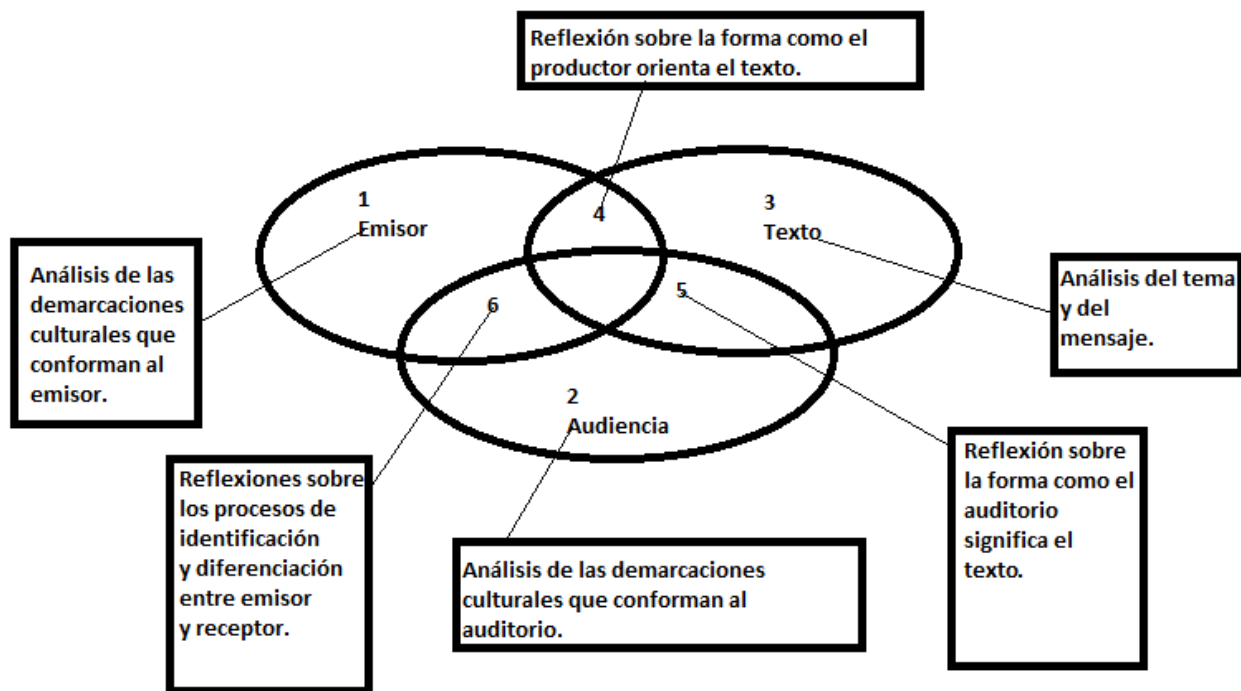 Reflexión sobre la forma como el
productor orienta el texto.
1
Emisor
4
3
Texto
Análisis de las
demarcaciones
culturales que
conforman al
emisor.
Análisis del tema
y del
mensaje.
6
5
2
Audiencia
Reflexiones sobre
los procesos de
identificación
y diferenciación
entre emisor
y receptor.
Análisis de las demarcaciones
culturales que conforman al
auditorio.
Reflexión sobre
la forma como el
auditorio
significa el
texto.